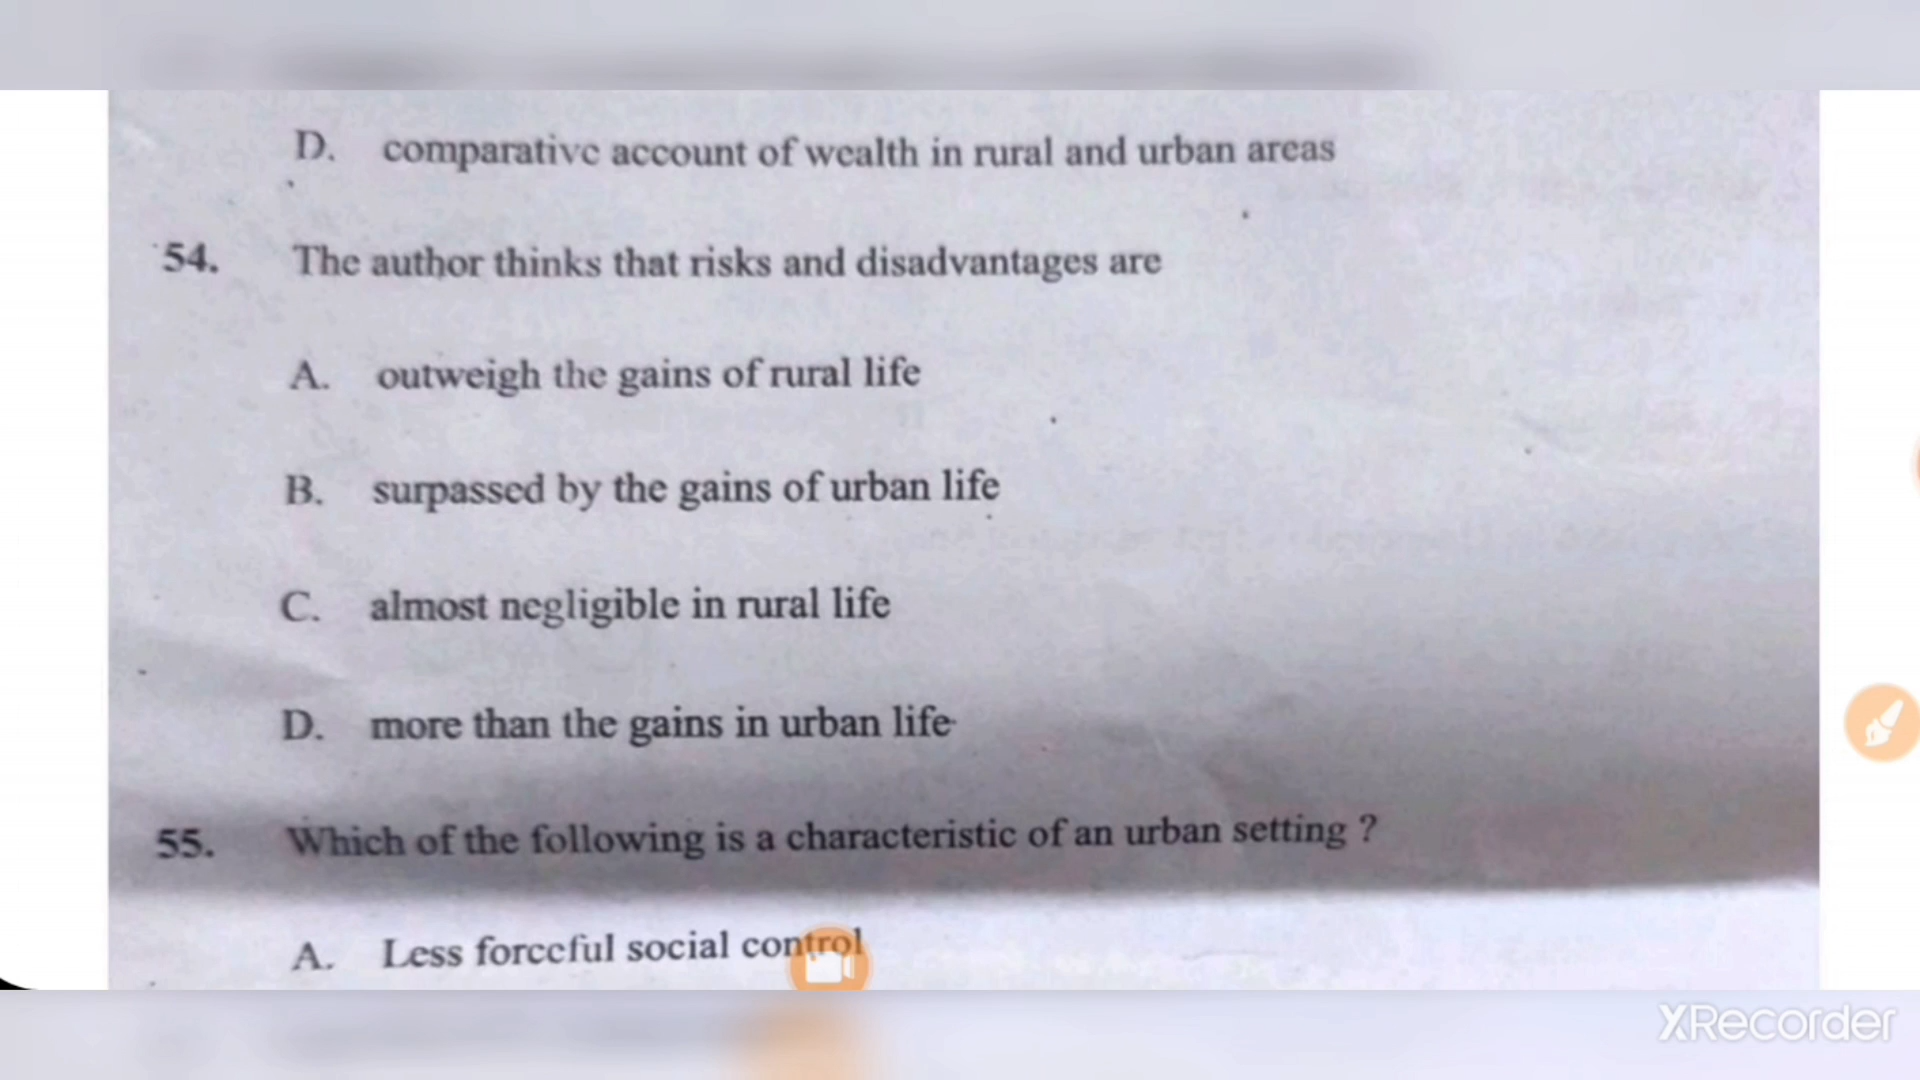 D. comparative account of wealth in rural and urban areas
54. The author thinks that risks and disadvantages are
A. outweigh the gains of rural life
B. surpassed by the gains of urban life
C. almost negligible in rural life
D. more than the gains in urban life
55. Which of the following is a characteristic of an urban setting ?
A. Less forceful social control
XRecorder